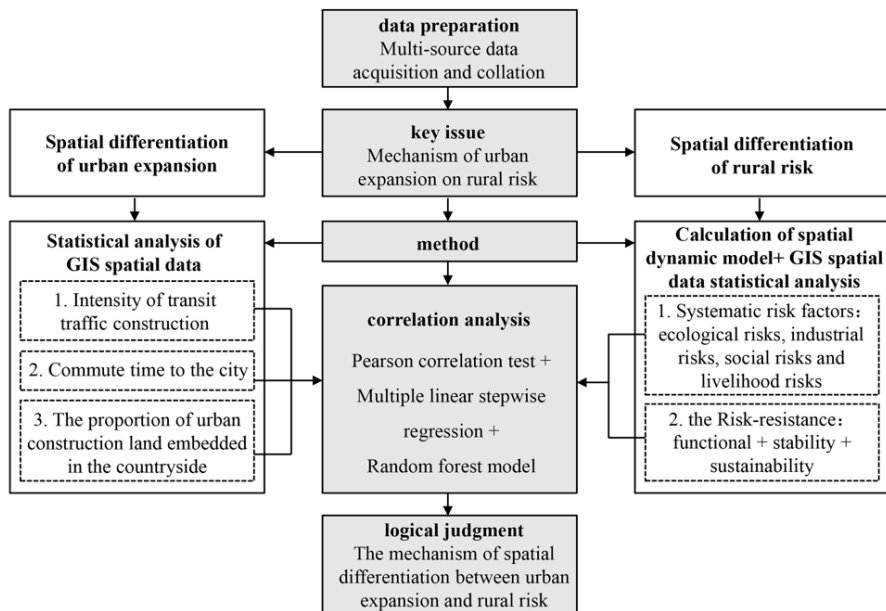 data preparation
Multi-source data
acquisition and collation
Spatial differentiation
of urban expansion
key issue
Mechanism of urban
expansion on rural risk
Spatial differentiation
of rural risk
Statistical analysis of
GIS spatial data
1. Intensity of transit
traffic construction
2. Commute time to the city
3. The proportion of urban
construction land embedded
in the countryside
method
correlation analysis
Pearson correlation test +
Multiple linear stepwise
regression +
Random forest model
Calculation of spatial
dynamic model+ GIS spatial
data statistical analysis
1. Systematic risk factors：
ecological risks, industrial
risks, social risks and
livelihood risks
2. the Risk-resistance：
functional + stability +
sustainability
logical judgment
The mechanism of spatial
differentiation between urban
expansion and rural risk